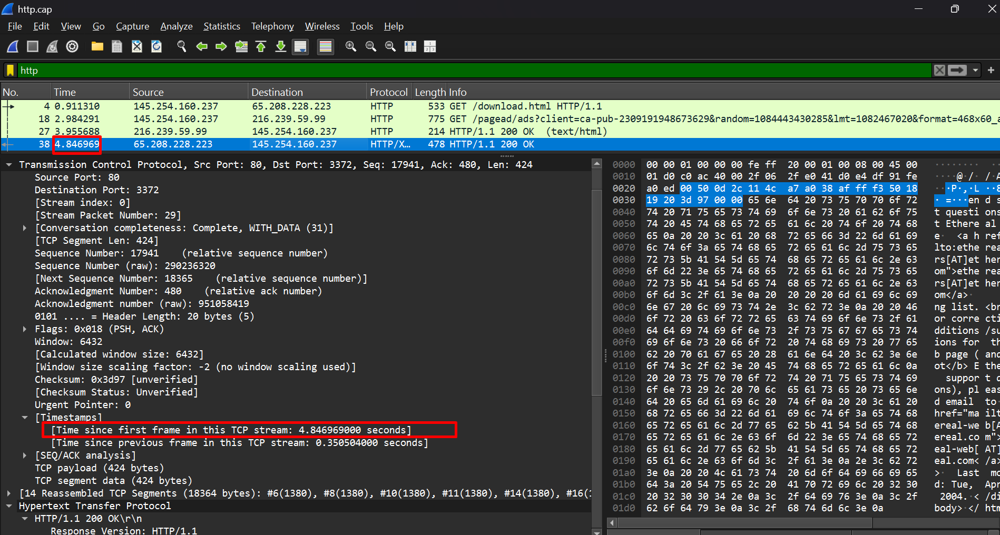 http.cap
File Edit View Go Capture Analyze Statistics Telephony Wireless Tools Help
http
No. Time Source Destination Protocol Length Info
4 0.911310 145.254.160.237 65.208.228.223 HTTP 533 GET /download.html HTTP/1.1
18 2.984291 145.254.160.237 216.239.59.99 HTTP 775 GET /pagead/ads?client=ca-pub-2309191948673629&random=1084443430285&lmt=1082467020&format=468x60_a
27 3.955688 216.239.59.99 145.254.160.237 HTTP 214 HTTP/1.1 200 OK (text/html)
38 4.846969 65.208.228.223 145.254.160.237 HTTP/X… 478 HTTP/1.1 200 OK
Transmission Control Protocol, Src Port: 80, Dst Port: 3372, Seq: 17941, Ack: 480, Len: 424
Source Port: 80
Destination Port: 3372
[Stream index: 0]
[Stream Packet Number: 29]
[Conversation completeness: Complete, WITH_DATA (31)]
[TCP Segment Len: 424]
Sequence Number: 17941 (relative sequence number)
Sequence Number (raw): 290236320
[Next Sequence Number: 18365 (relative sequence number)]
Acknowledgment Number: 480 (relative ack number)
Acknowledgment number (raw): 951058419
0101 .... = Header Length: 20 bytes (5)
Flags: 0x018 (PSH, ACK)
Window: 6432
[Calculated window size: 6432]
[Window size scaling factor: -2 (no window scaling used)]
Checksum: 0x3d97 [unverified]
[Checksum Status: Unverified]
Urgent Pointer: 0
[Timestamps]
[Time since first frame in this TCP stream: 4.846969000 seconds]
[Time since previous frame in this TCP stream: 0.350504000 seconds]
[SEQ/ACK analysis]
TCP payload (424 bytes)
TCP segment data (424 bytes)
[14 Reassembled TCP Segments (18364 bytes): #6(1380), #8(1380), #10(1380), #11(1380), #14(1380), #16(1
Hypertext Transfer Protocol
HTTP/1.1 200 OK\r\n
Response Version: HTTP/1.1
0000 00 00 01 00 00 00 fe ff 20 00 01 00 08 00 45 00 ········ ··
0010 01 d0 c0 ac 40 00 2f 06 2f e0 41 d0 e4 df 91 fe ····@·/· /·A
0020 a0 ed 00 50 0d 2c 11 4c a7 a0 38 af ff f3 50 18 ···P·,·L ··8
0030 19 20 3d 97 00 00 65 6e 64 20 73 75 70 70 6f 72 · =···en d s
0040 74 20 71 75 65 73 74 69 6f 6e 73 20 61 62 6f 75 t questi ons
0050 74 20 45 74 68 65 72 65 61 6c 20 74 6f 20 74 68 t Ethere al
0060 65 0a 20 20 3c 61 20 68 72 65 66 3d 22 6d 61 69 e· <a h ref
0070 6c 74 6f 3a 65 74 68 65 72 65 61 6c 2d 75 73 65 lto:ethe rea
0080 72 73 5b 41 54 5d 65 74 68 65 72 65 61 6c 2e 63 rs[AT]et her
0090 6f 6d 22 3e 65 74 68 65 72 65 61 6c 2d 75 73 65 om">ethe rea
00a0 72 73 5b 41 54 5d 65 74 68 65 72 65 61 6c 2e 63 rs[AT]et her
00b0 6f 6d 3c 2f 61 3e 0a 20 20 20 20 6d 61 69 6c 69 om</a>·
00c0 6e 67 20 6c 69 73 74 2e 3c 62 72 3e 0a 20 20 46 ng list. <br
00d0 6f 72 20 63 6f 72 72 65 63 74 69 6f 6e 73 2f 61 or corre cti
00e0 64 64 69 74 69 6f 6e 73 2f 73 75 67 67 65 73 74 dditions /su
00f0 69 6f 6e 73 20 66 6f 72 20 74 68 69 73 20 77 65 ions for th
0100 62 20 70 61 67 65 20 28 61 6e 64 20 3c 62 3e 6e b page ( and
0110 6f 74 3c 2f 62 3e 20 45 74 68 65 72 65 61 6c 0a ot</b> E the
0120 20 20 73 75 70 70 6f 72 74 20 71 75 65 73 74 69 suppor t q
0130 6f 6e 73 29 2c 20 70 6c 65 61 73 65 20 73 65 6e ons), pl eas
0140 64 20 65 6d 61 69 6c 20 74 6f 0a 20 20 3c 61 20 d email to·
0150 68 72 65 66 3d 22 6d 61 69 6c 74 6f 3a 65 74 68 href="ma ilt
0160 65 72 65 61 6c 2d 77 65 62 5b 41 54 5d 65 74 68 ereal-we b[A
0170 72 65 61 6c 2e 63 6f 6d 22 3e 65 74 68 65 72 ereal.co m">
0180 65 61 6c 2d 77 65 62 5b 41 54 5d 65 74 68 65 72 eal-web[ AT]
0190 65 61 6c 2e 63 6f 6d 3c 2f 61 3e 0a 2e 3c 62 72 eal.com< /a>
01a0 3e 0a 20 20 4c 61 73 74 20 6d 6f 64 69 66 69 65 >· Last mo
01b0 64 3a 20 54 75 65 2c 20 41 70 72 69 6c 20 32 30 d: Tue, Apr
01c0 20 32 30 30 34 2e 0a 3c 2f 64 69 76 3e 0a 3c 2f 2004.·< /di
01d0 62 6f 64 79 3e 0a 3c 2f 68 74 6d 6c 3e 0a body>·</ htm